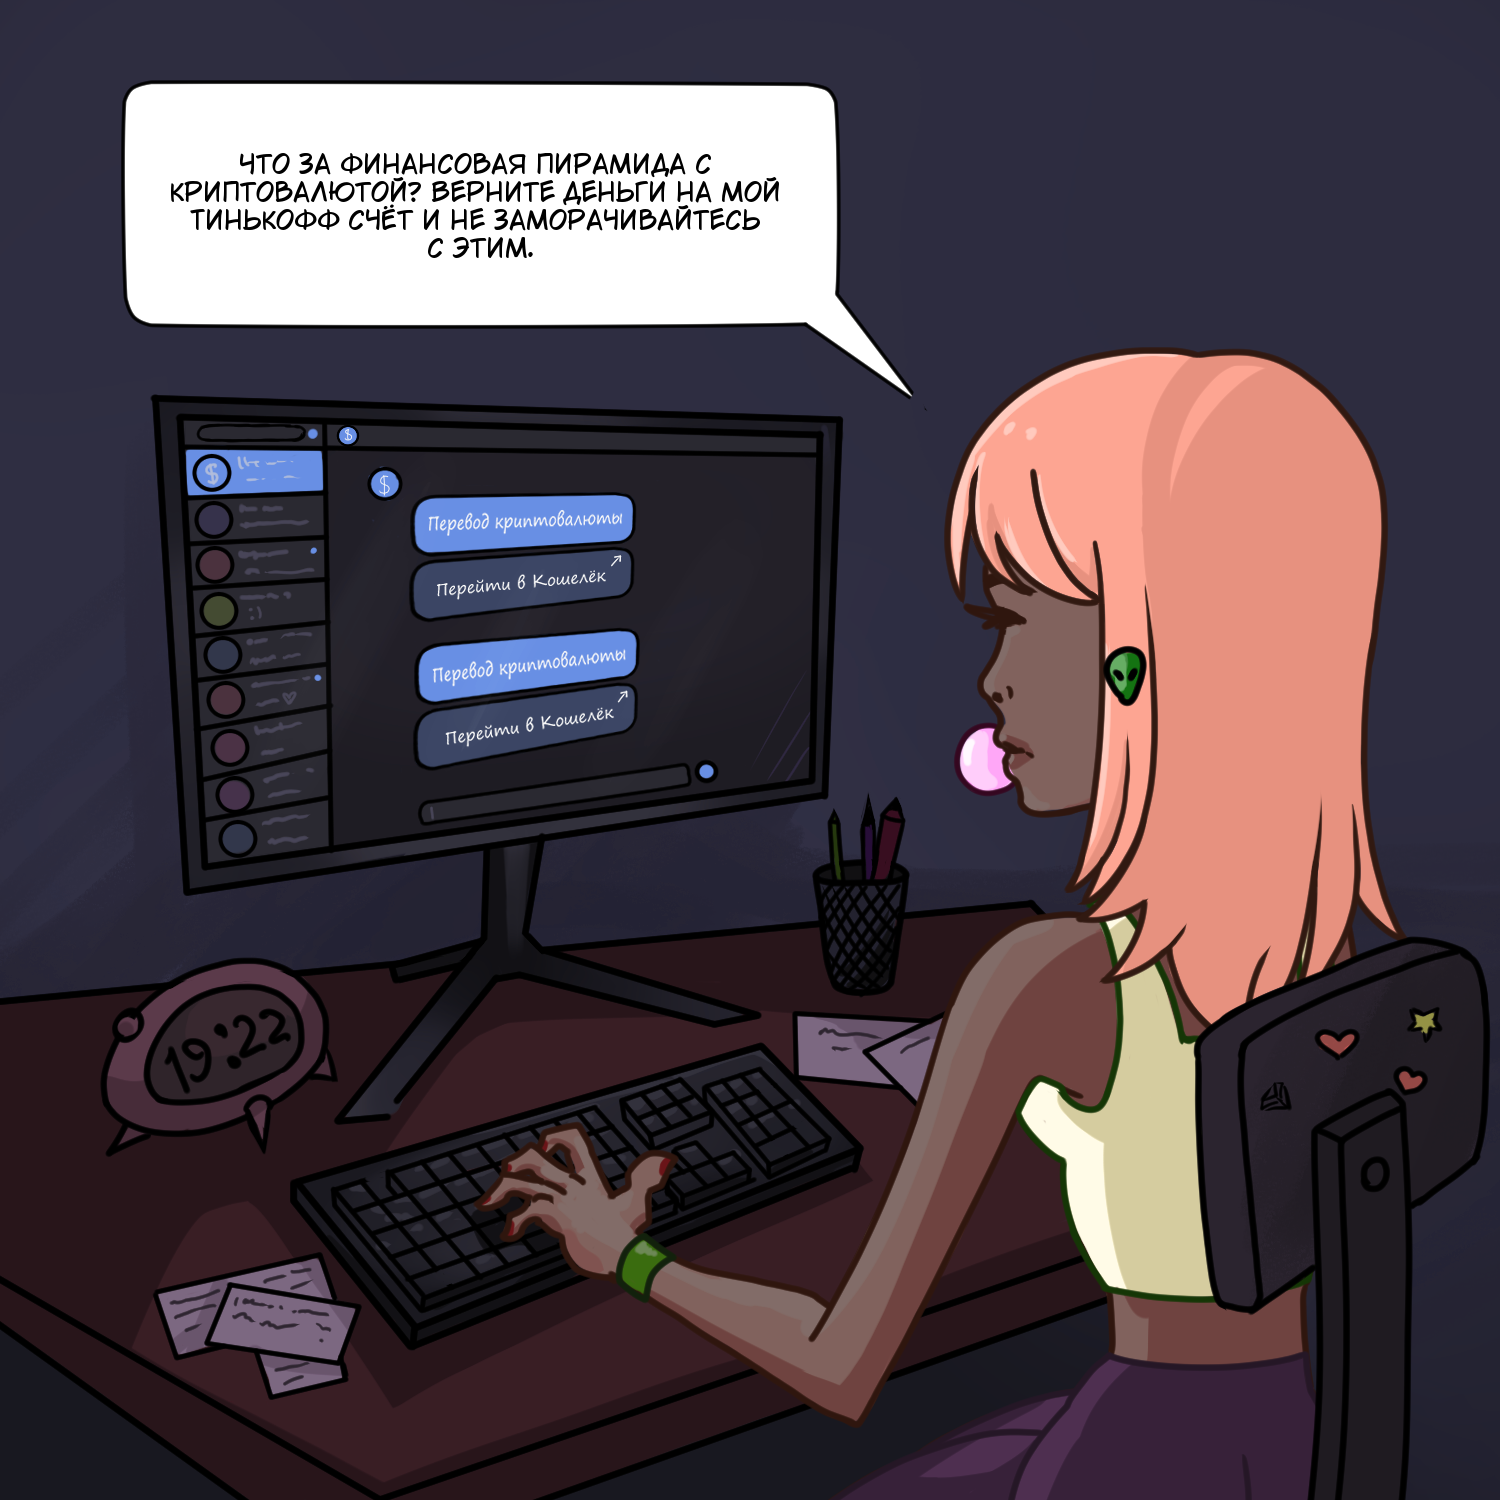 ЧТО ЗА ФИНАНСОВАЯ ПИРАМИДА С
КРИПТОВАЛЮТОЙ? ВЕРНИТЕ ДЕНЬГИ НА МОЙ
ТИНЬКОФФ СЧЁТ И НЕ ЗАМОРАЧИВАЙТЕСЬ
С ЭТИМ.
$
$
$
Перевод криптовалюты
Перейти в Кошелёк
:)
Перевод криптовалюты
Перейти в Кошелёк
19:22